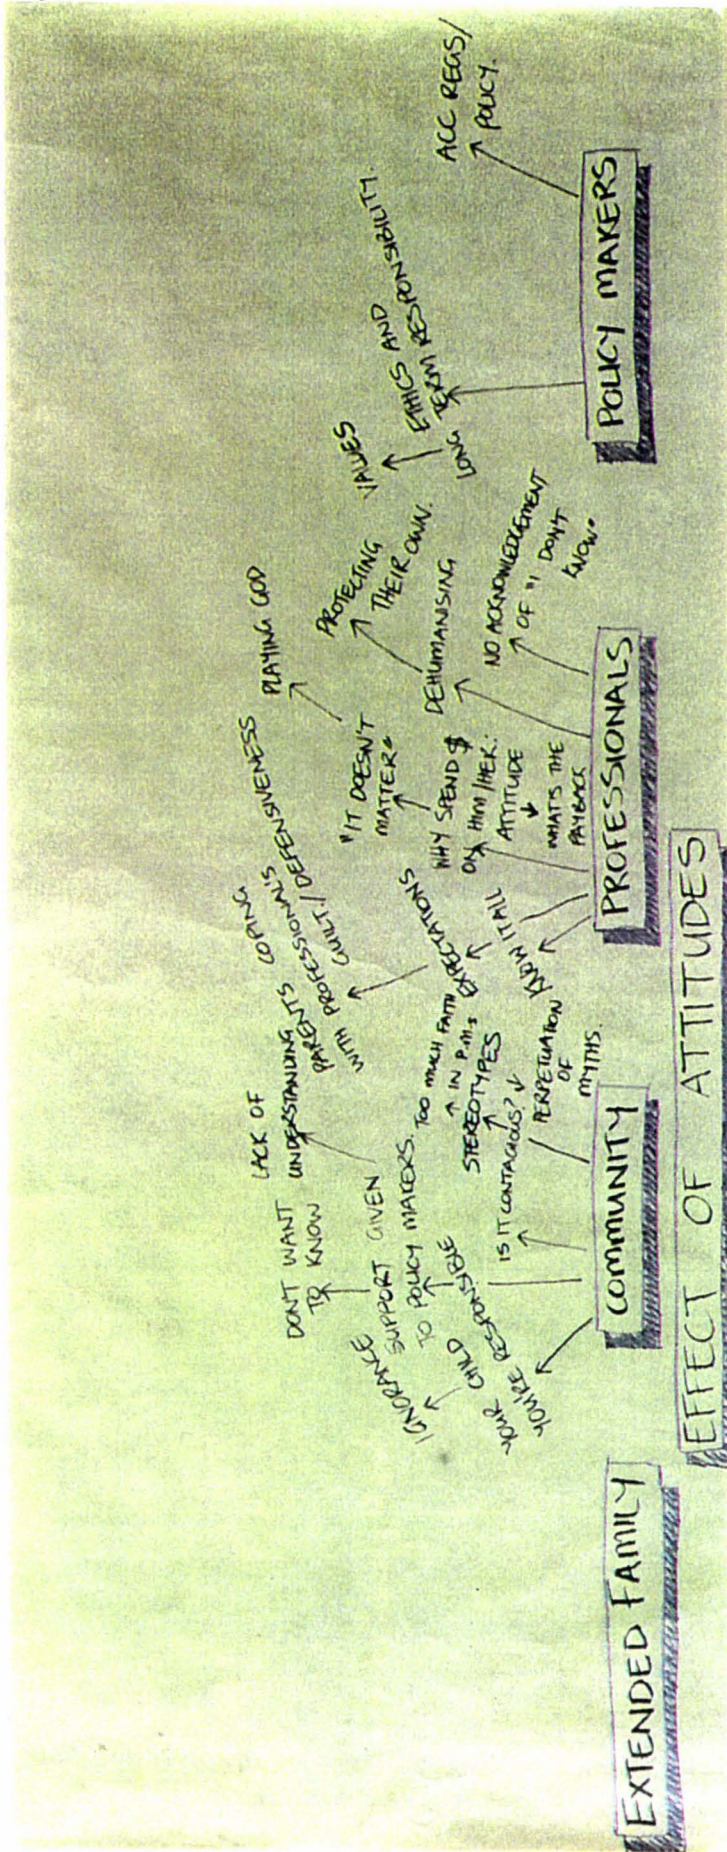 EFFECT OF ATTITUDES
EXTENDED FAMILY
COMMUNITY
YOUR CHILD
YOU'RE RESPONSIBLE
IGNORANCE
SUPPORT GIVEN
TO POLICY MAKERS.
DON'T WANT
TO KNOW
LACK OF
UNDERSTANDING
IS IT CONTAGIOUS?
STEREOTYPES
TOO MUCH FAITH
IN P.M.s
PERPETUATION
OF
MYTHS.
PROFESSIONALS
KNOW IT ALL
EXPECTATIONS
PARENTS COPING
WITH PROFESSIONAL'S
GUILT / DEFENSIVENESS
WHY SPEND $
ON HIM/HER.
ATTITUDE
WHAT'S THE
PAYBACK
"IT DOESN'T
MATTER"
PLAYING GOD
DEHUMANISING
PROTECTING
THEIR OWN.
NO ACKNOWLEDGEMENT
OF "I DON'T
KNOW"
POLICY MAKERS
ETHICS AND
LONG TERM RESPONSIBILITY.
VALUES
ACC REGS/
POLICY.